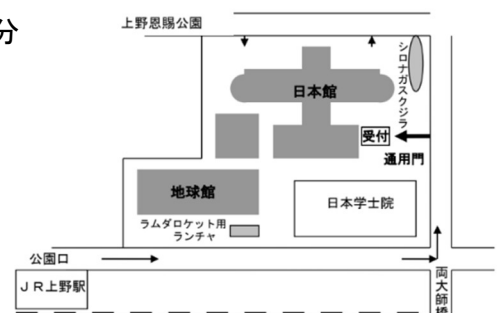 分
上野恩賜公園
シロナガスクジラ
日本館
受付
通用門
地球館
日本学士院
ラムダロケット用
ランチャ
公園口
JR上野駅
両大師橋